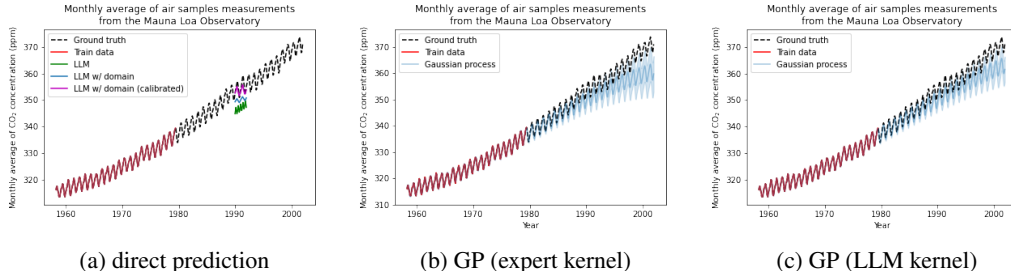 Monthly average of air samples measurements
from the Mauna Loa Observatory
Monthly average of CO₂ concentration (ppm)
370
360
350
340
330
320
Ground truth
Train data
LLM
LLM w/ domain
LLM w/ domain (calibrated)
1960
1970
1980
1990
2000
(a) direct prediction
Monthly average of air samples measurements
from the Mauna Loa Observatory
Monthly average of CO₂ concentration (ppm)
370
360
350
340
330
320
310
Ground truth
Train data
Gaussian process
1960
1970
1980
1990
2000
Year
(b) GP (expert kernel)
Monthly average of air samples measurements
from the Mauna Loa Observatory
Monthly average of CO₂ concentration (ppm)
370
360
350
340
330
320
Ground truth
Train data
Gaussian process
1960
1970
1980
1990
2000
Year
(c) GP (LLM kernel)